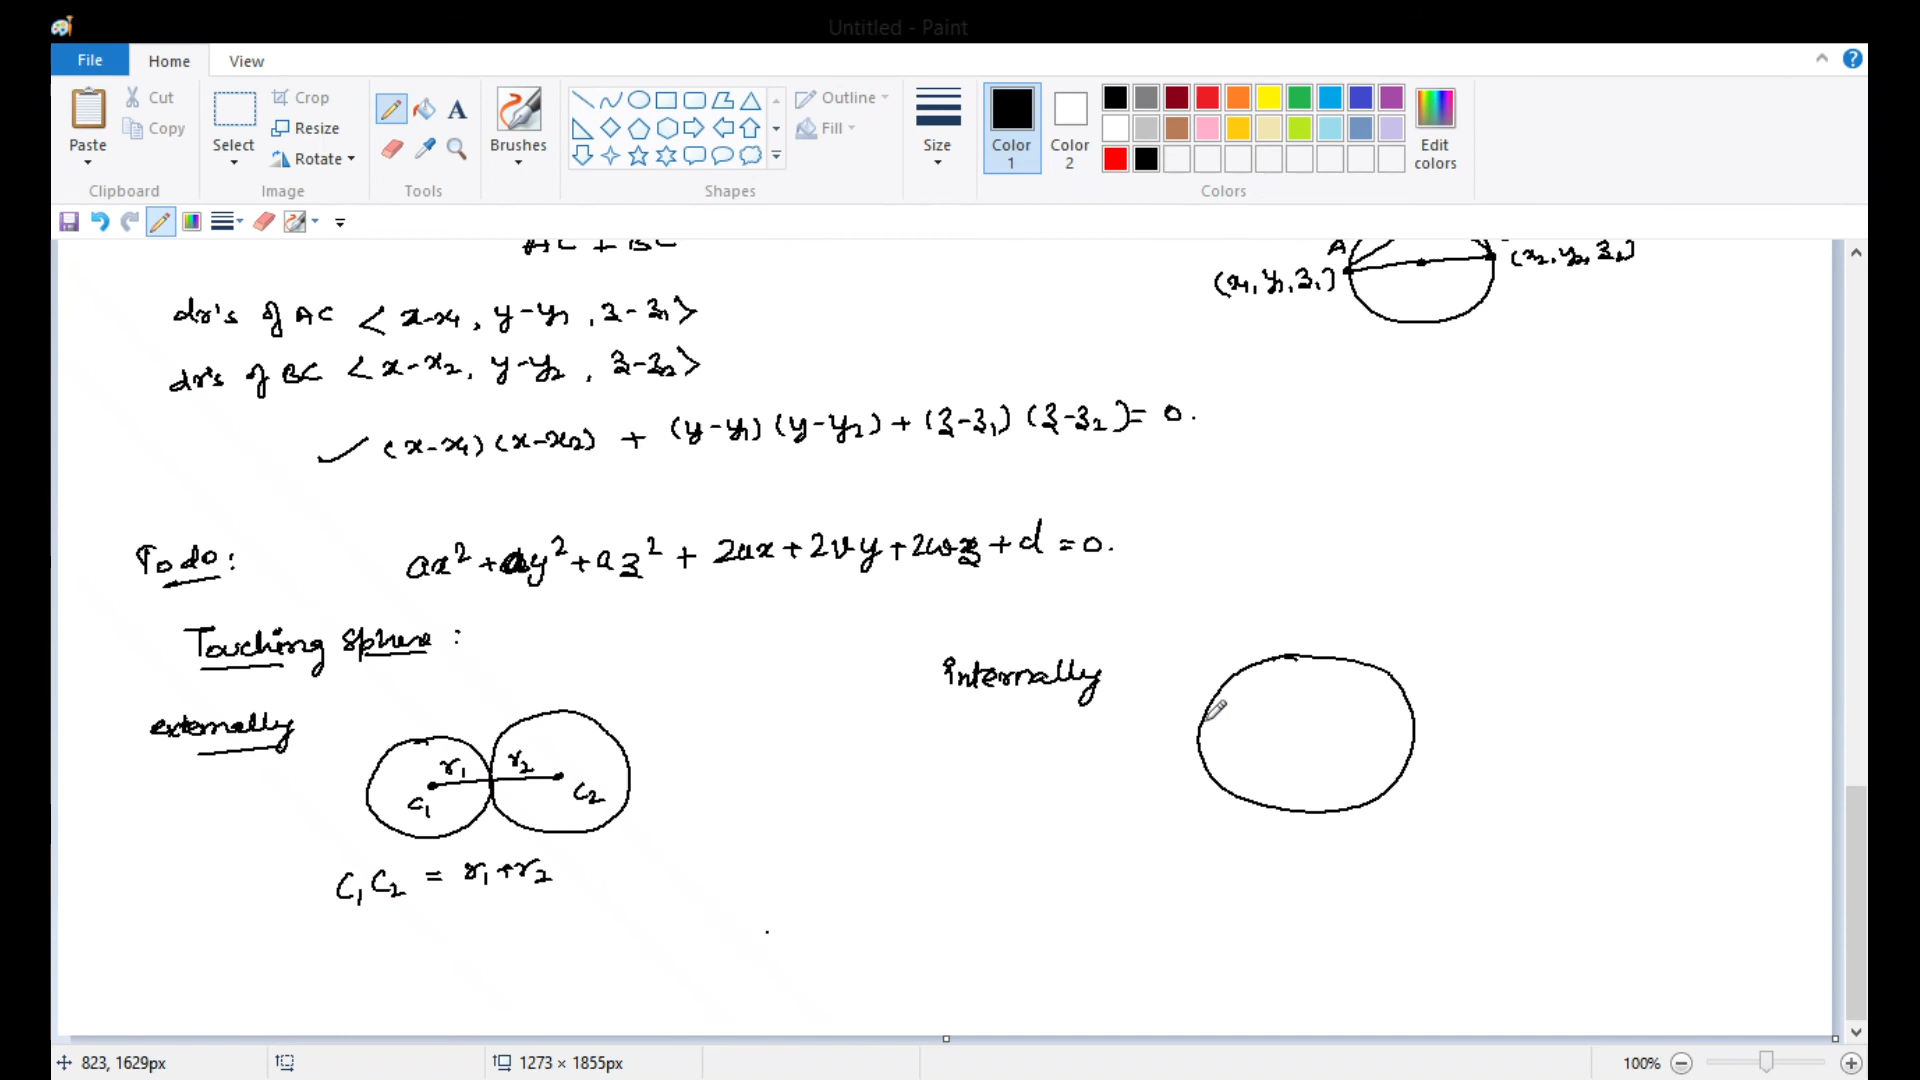 Untitled - Paint
File Home View
Paste Cut Copy Clipboard
Select Crop Resize Rotate Image
Tools
Brushes
Shapes Outline Fill
Size
Color 1 Color 2 Edit colors Colors
A
(x₁, y₁, z₁) (x₂, y₂, z₂)
dr's of AC < x-x₁, y-y₁, z-z₁>
dr's of BC < x-x₂, y-y₂, z-z₂>
✓ (x-x₁)(x-x₂) + (y-y₁)(y-y₂) + (z-z₁)(z-z₂) = 0.
To do: ax² + ay² + az² + 2ux + 2vy + 2wz + d = 0.
Touching sphere:
internally
externally
r₁ r₂
C₁ C₂
C₁C₂ = r₁+r₂
823, 1629px 1273 × 1855px 100%